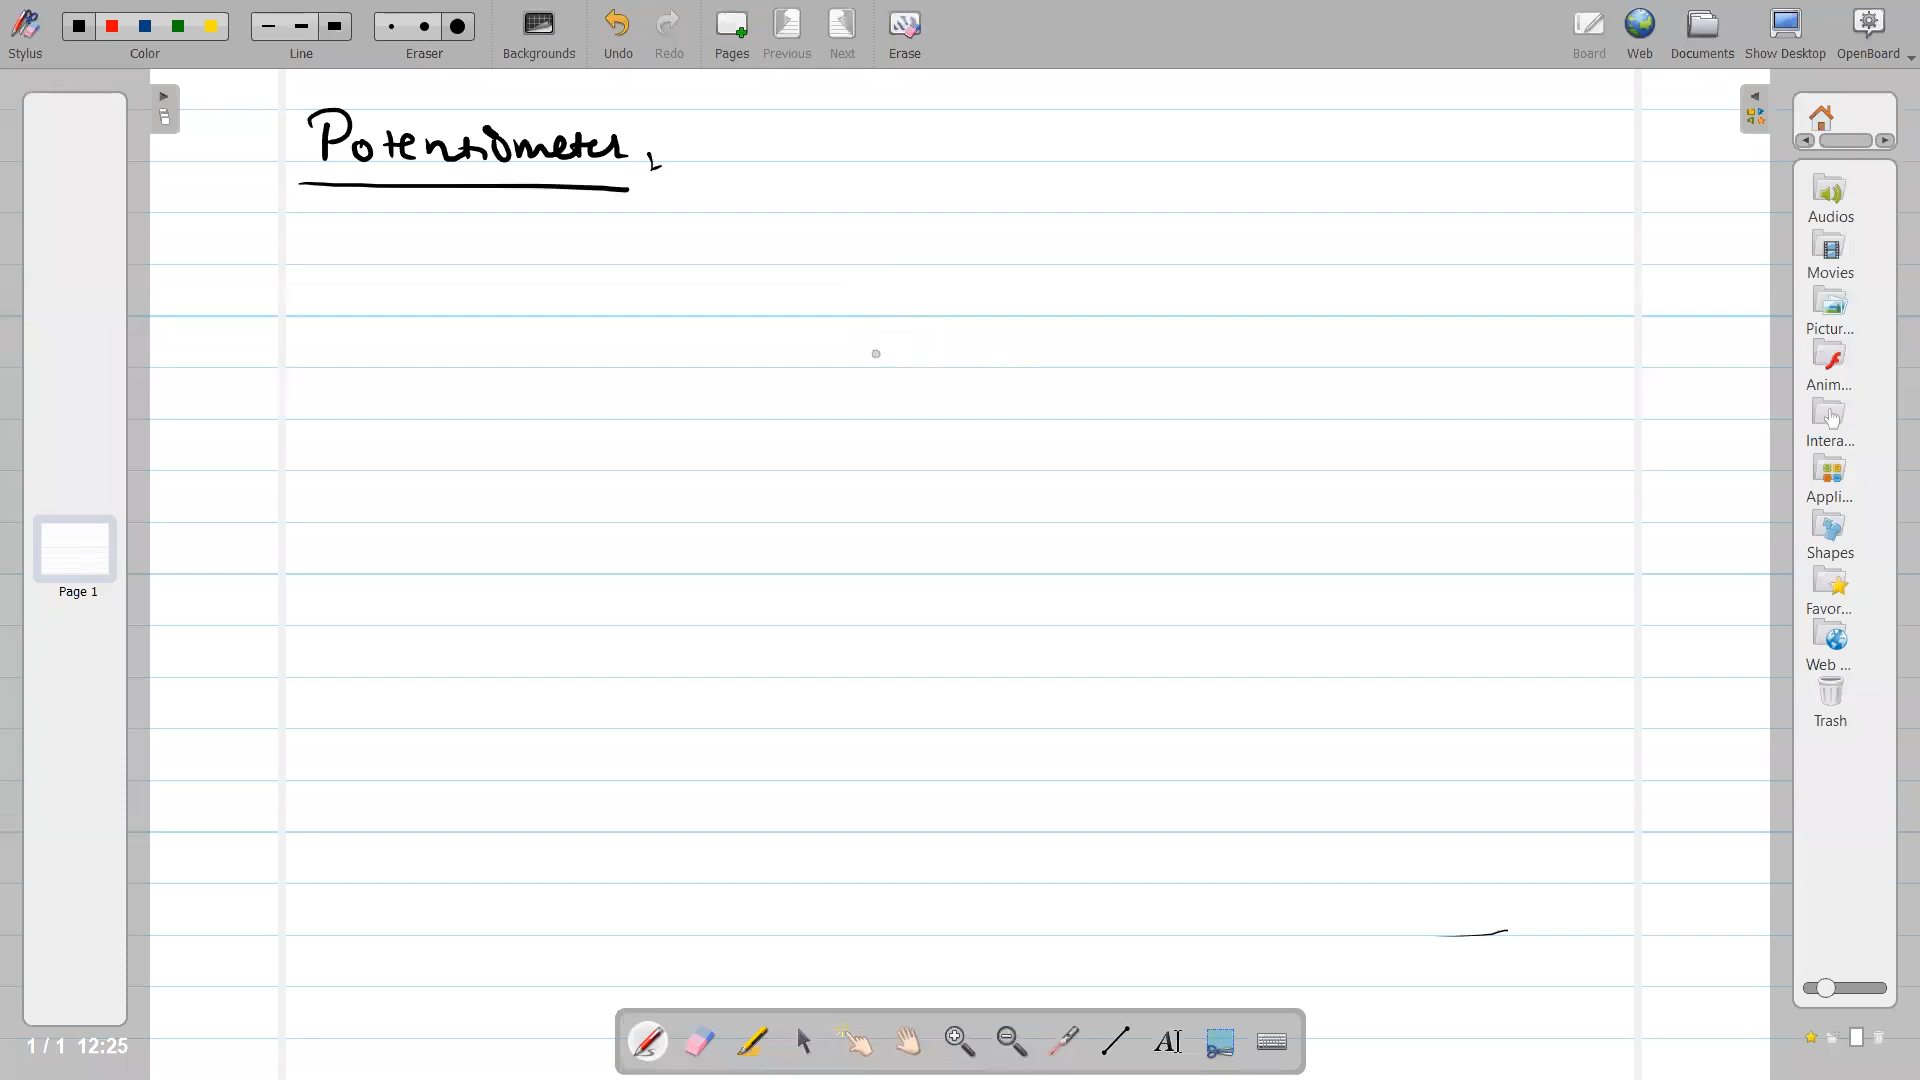 Stylus
Color
Line
Eraser
Backgrounds
Undo
Redo
Pages
Previous
Next
Erase
Board
Web
Documents
Show Desktop
OpenBoard
Potentiometer
Audios
Movies
Pictur...
Anim...
Intera...
Appli...
Shapes
Favor...
Web ...
Trash
Page 1
1 / 1 12:25
AI